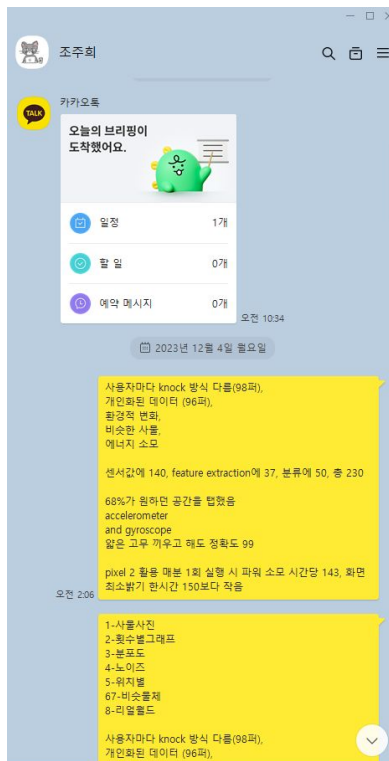 조주희
카카오톡
TALK
오늘의 브리핑이
도착했어요.
일정 1개
할 일 0개
예약 메시지 0개
오전 10:34
2023년 12월 4일 월요일
사용자마다 knock 방식 다름(98퍼),
개인화된 데이터 (96퍼),
환경적 변화,
비슷한 사물,
에너지 소모
센서값에 140, feature extraction에 37, 분류에 50, 총 230
68%가 원하던 공간을 탭했음
accelerometer
and gyroscope
얇은 고무 끼우고 해도 정확도 99
pixel 2 활용 매분 1회 실행 시 파워 소모 시간당 143, 화면
최소밝기 한시간 150보다 작음
오전 2:06
1-사물사진
2-횟수별그래프
3-분포도
4-노이즈
5-위치별
67-비슷물체
8-리얼월드
사용자마다 knock 방식 다름(98퍼),
개인화된 데이터 (96퍼),